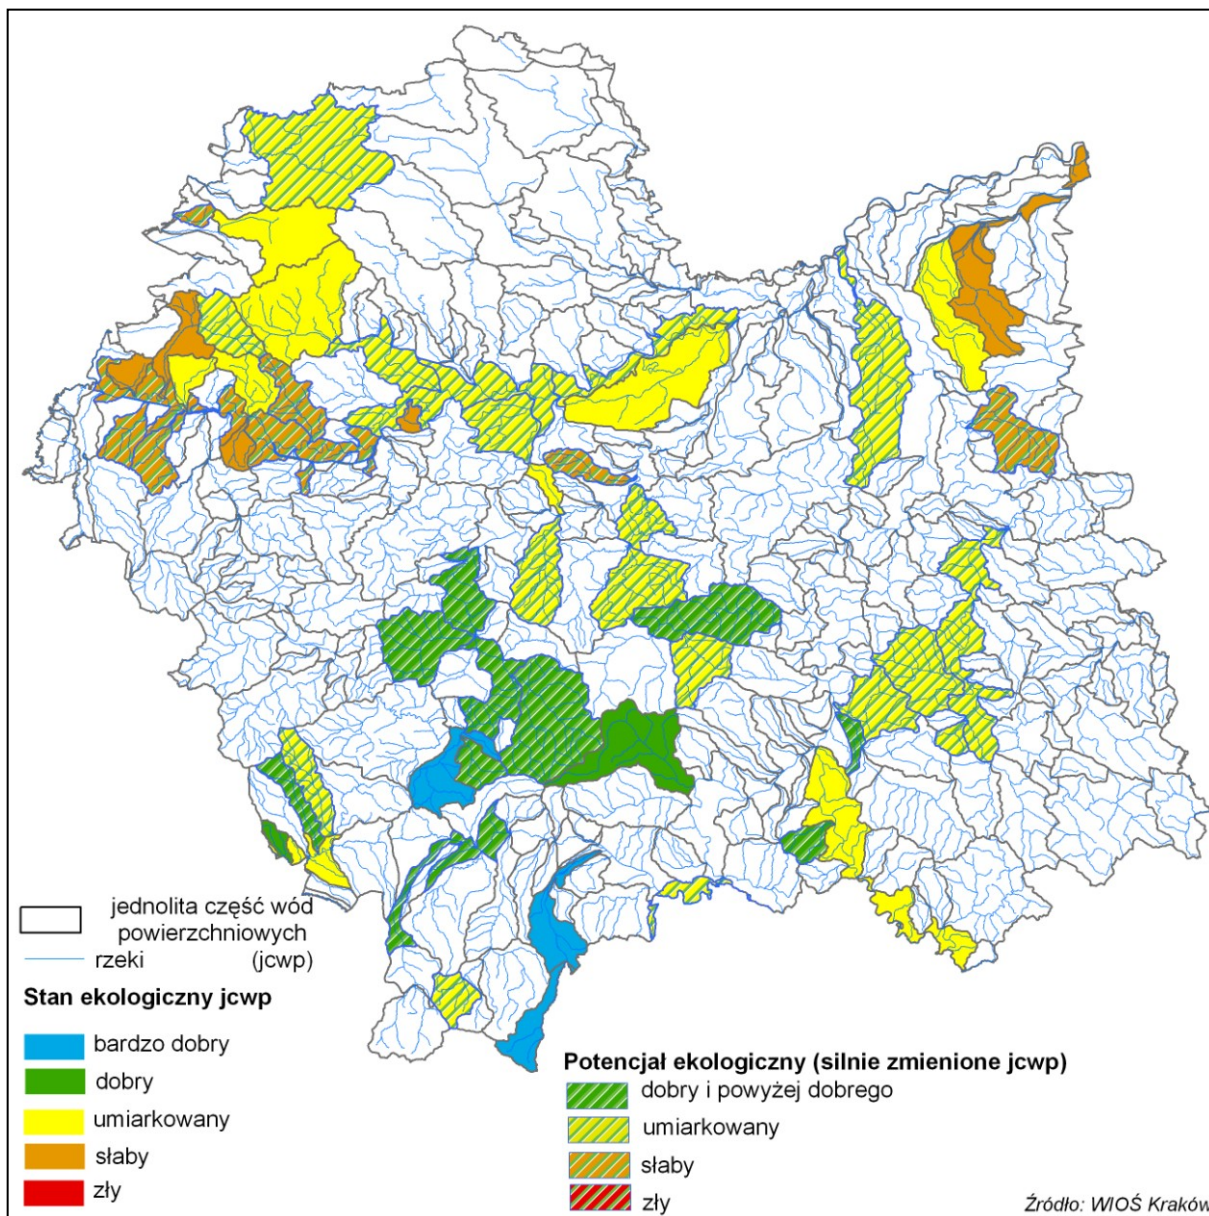 jednolita część wód
powierzchniowych
rzeki (jcwp)
Stan ekologiczny jcwp
bardzo dobry
dobry
umiarkowany
słaby
zły
Potencjał ekologiczny (silnie zmienione jcwp)
dobry i powyżej dobrego
umiarkowany
słaby
zły
Źródło: WIOŚ Kraków